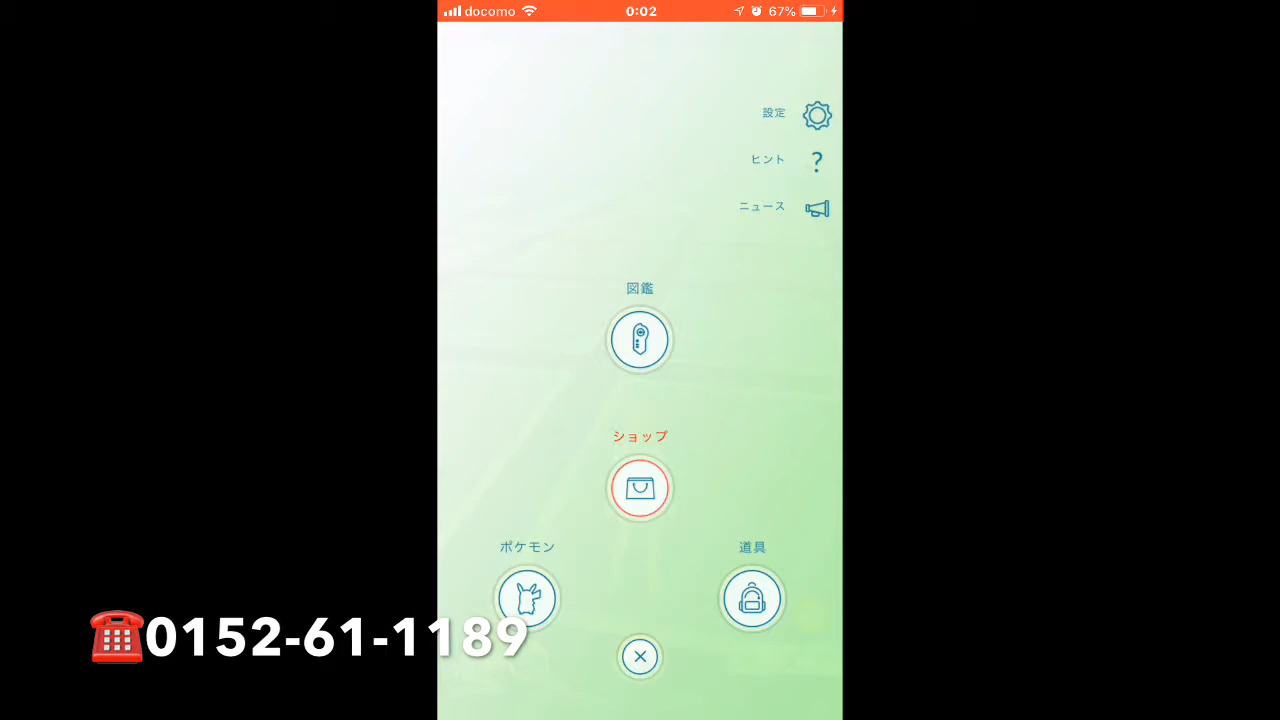 docomo 0:02 67%
設定
ヒント
?
ニュース
図鑑
ショップ
ポケモン 道具
☎0152-61-1189